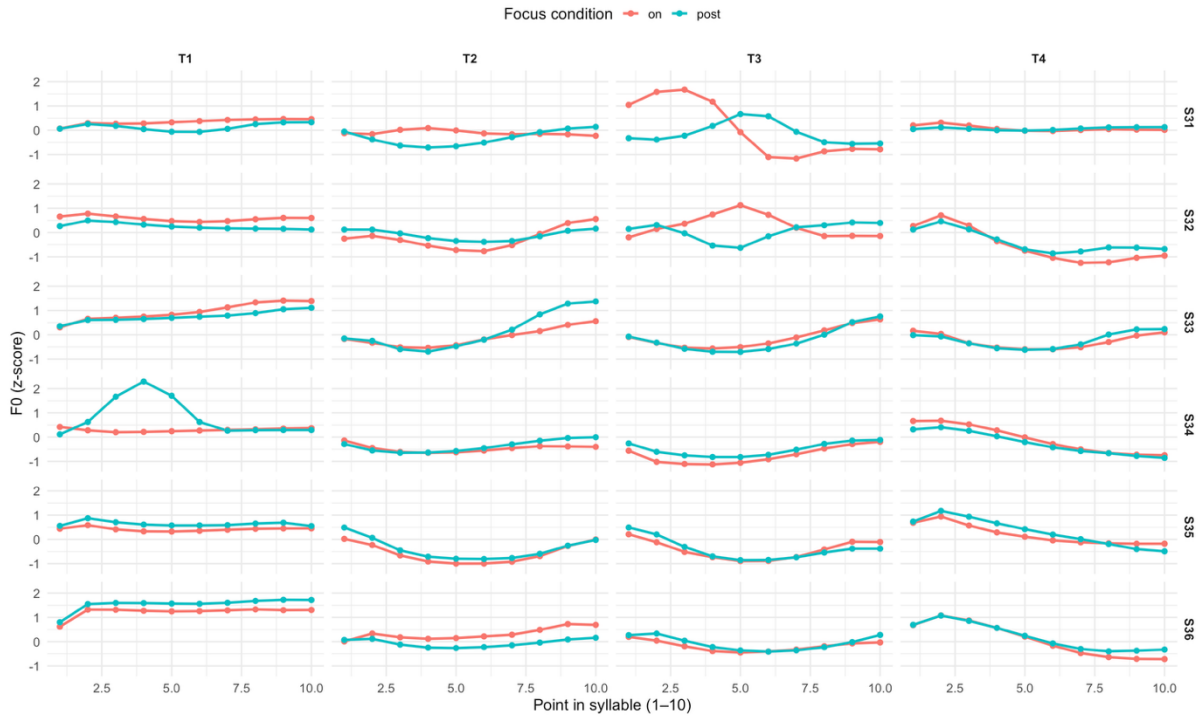 Focus condition on post
T1 T2 T3 T4
2
1
0
-1
S31
2
1
0
-1
S32
2
1
0
-1
S33
F0 (z-score)
2
1
0
-1
S34
2
1
0
-1
S35
2
1
0
-1
S36
2.5 5.0 7.5 10.0 2.5 5.0 7.5 10.0 2.5 5.0 7.5 10.0 2.5 5.0 7.5 10.0
Point in syllable (1–10)